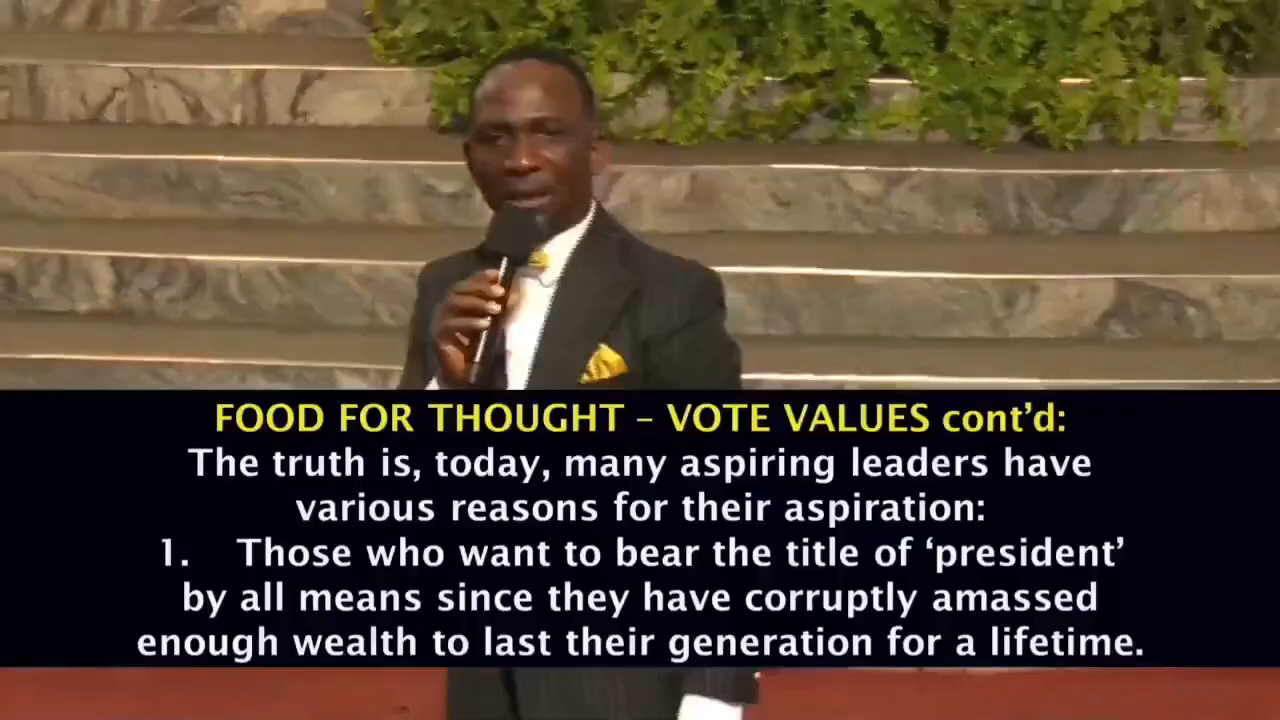 FOOD FOR THOUGHT – VOTE VALUES cont’d:
The truth is, today, many aspiring leaders have
various reasons for their aspiration:
1. Those who want to bear the title of ‘president’
by all means since they have corruptly amassed
enough wealth to last their generation for a lifetime.